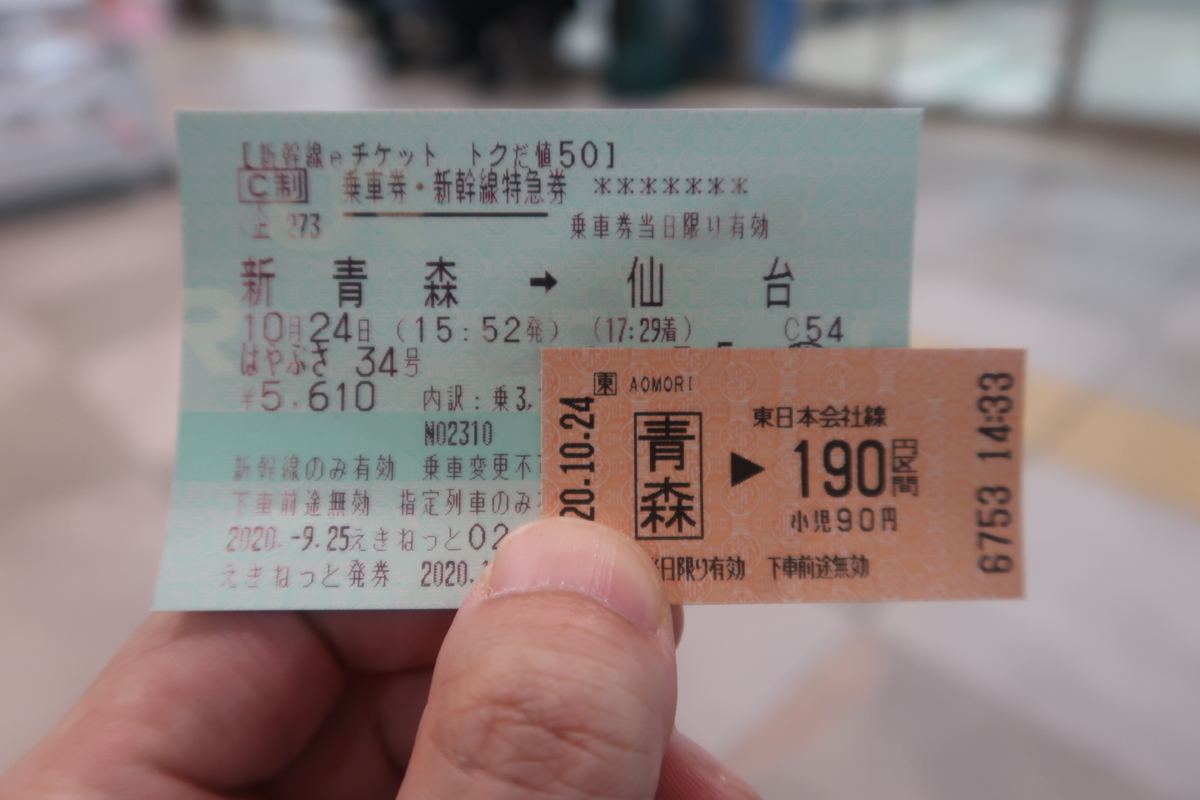 [新幹線eチケット トクだ値50]
C制 乗車券・新幹線特急券 *******
273
乗車券当日限り有効
新青森 → 仙台
10月24日 (15:52発) (17:29着) C54
はやぶさ 34号
¥5,610 内訳:乗3,
N02310
新幹線のみ有効 乗車変更不
下車前途無効 指定列車のみ
2020.-9.25えきねっと02
えきねっと発券 2020.
20.10.24
東 AOMORI
青森 ▶ 東日本会社線
190円区間
小児90円
日限り有効 下車前途無効
6753 14:33